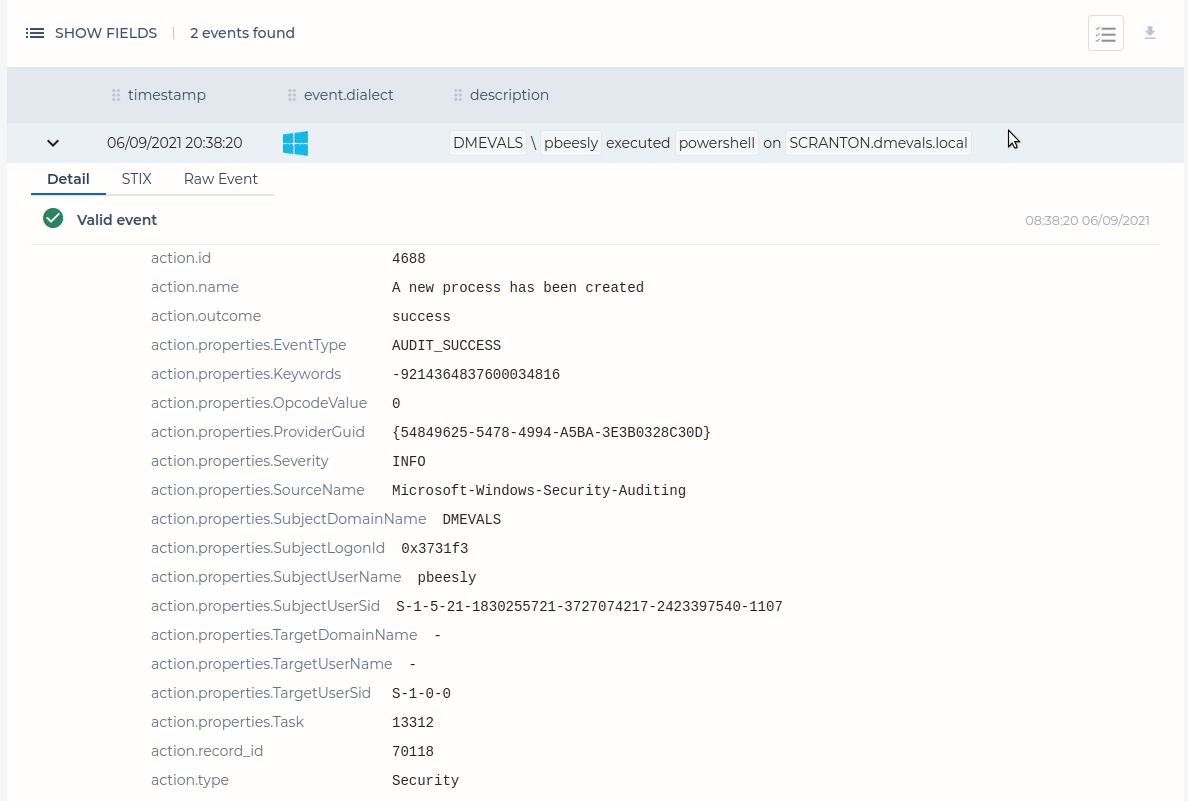 SHOW FIELDS | 2 events found
timestamp event.dialect description
06/09/2021 20:38:20 DMEVALS \ pbeesly executed powershell on SCRANTON.dmevals.local
Detail STIX Raw Event
Valid event 08:38:20 06/09/2021
action.id 4688
action.name A new process has been created
action.outcome success
action.properties.EventType AUDIT_SUCCESS
action.properties.Keywords -9214364837600034816
action.properties.OpcodeValue 0
action.properties.ProviderGuid {54849625-5478-4994-A5BA-3E3B0328C30D}
action.properties.Severity INFO
action.properties.SourceName Microsoft-Windows-Security-Auditing
action.properties.SubjectDomainName DMEVALS
action.properties.SubjectLogonId 0x3731f3
action.properties.SubjectUserName pbeesly
action.properties.SubjectUserSid S-1-5-21-1830255721-3727074217-2423397540-1107
action.properties.TargetDomainName -
action.properties.TargetUserName -
action.properties.TargetUserSid S-1-0-0
action.properties.Task 13312
action.record_id 70118
action.type Security